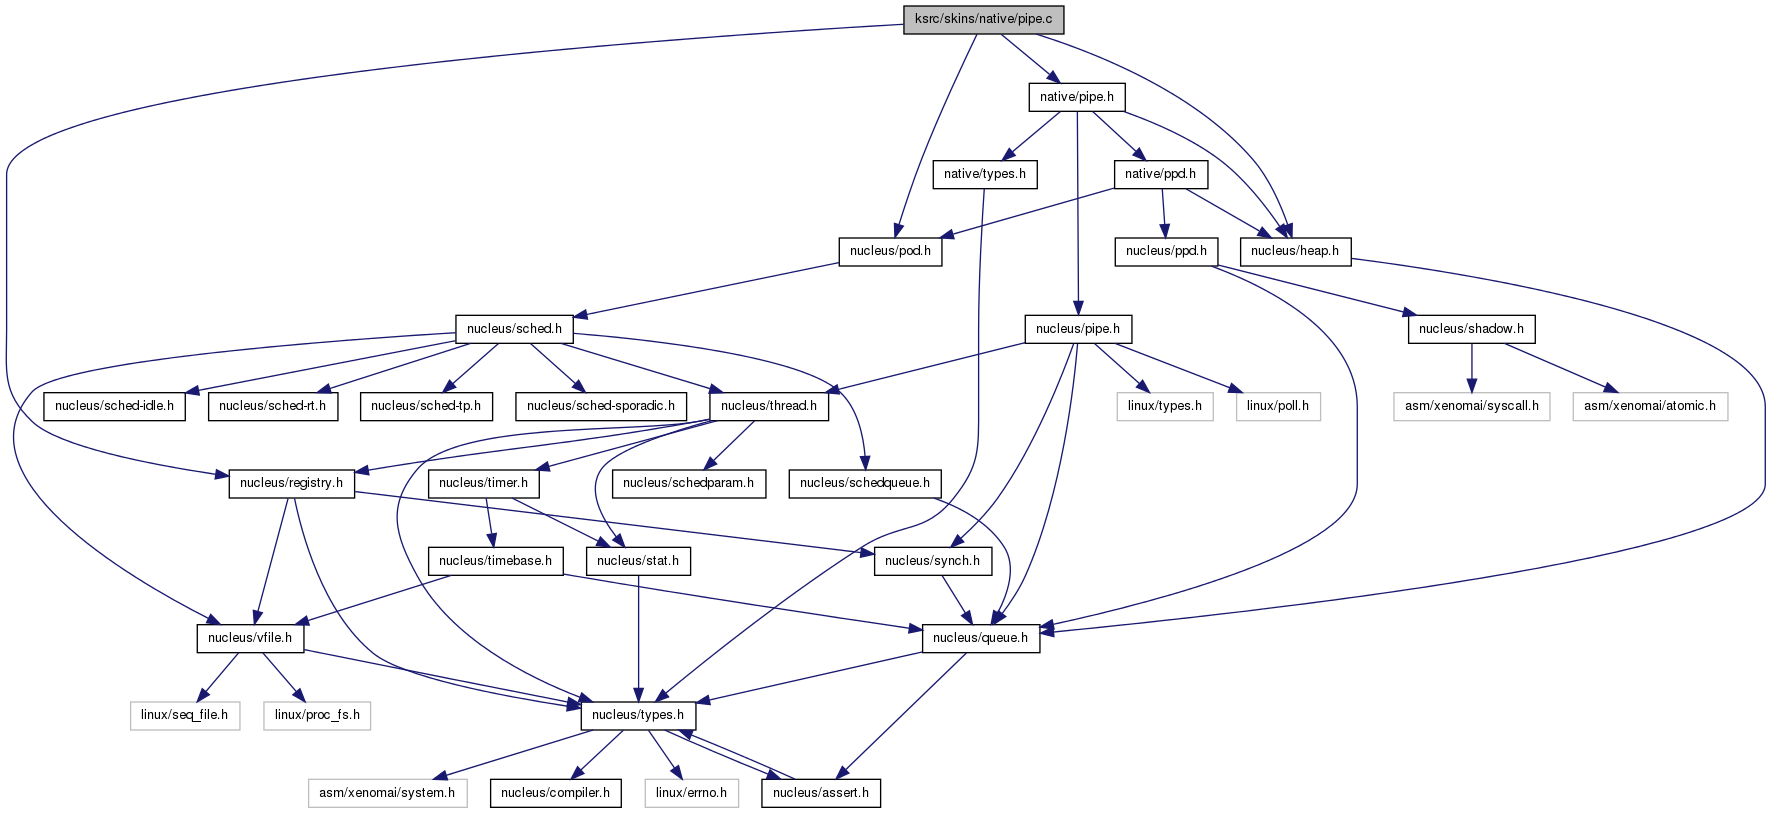 ksrc/skins/native/pipe.c
native/pipe.h
native/types.h
native/ppd.h
nucleus/pod.h
nucleus/ppd.h
nucleus/heap.h
nucleus/sched.h
nucleus/pipe.h
nucleus/shadow.h
nucleus/sched-idle.h
nucleus/sched-rt.h
nucleus/sched-tp.h
nucleus/sched-sporadic.h
nucleus/thread.h
linux/types.h
linux/poll.h
asm/xenomai/syscall.h
asm/xenomai/atomic.h
nucleus/registry.h
nucleus/timer.h
nucleus/schedparam.h
nucleus/schedqueue.h
nucleus/timebase.h
nucleus/stat.h
nucleus/synch.h
nucleus/vfile.h
nucleus/queue.h
linux/seq_file.h
linux/proc_fs.h
nucleus/types.h
asm/xenomai/system.h
nucleus/compiler.h
linux/errno.h
nucleus/assert.h